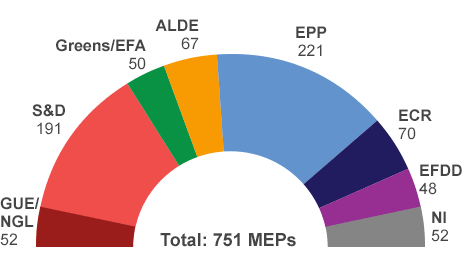 ALDE
67
Greens/EFA
50
EPP
221
S&D
191
ECR
70
EFDD
48
GUE/
NGL
52
NI
52
Total: 751 MEPs